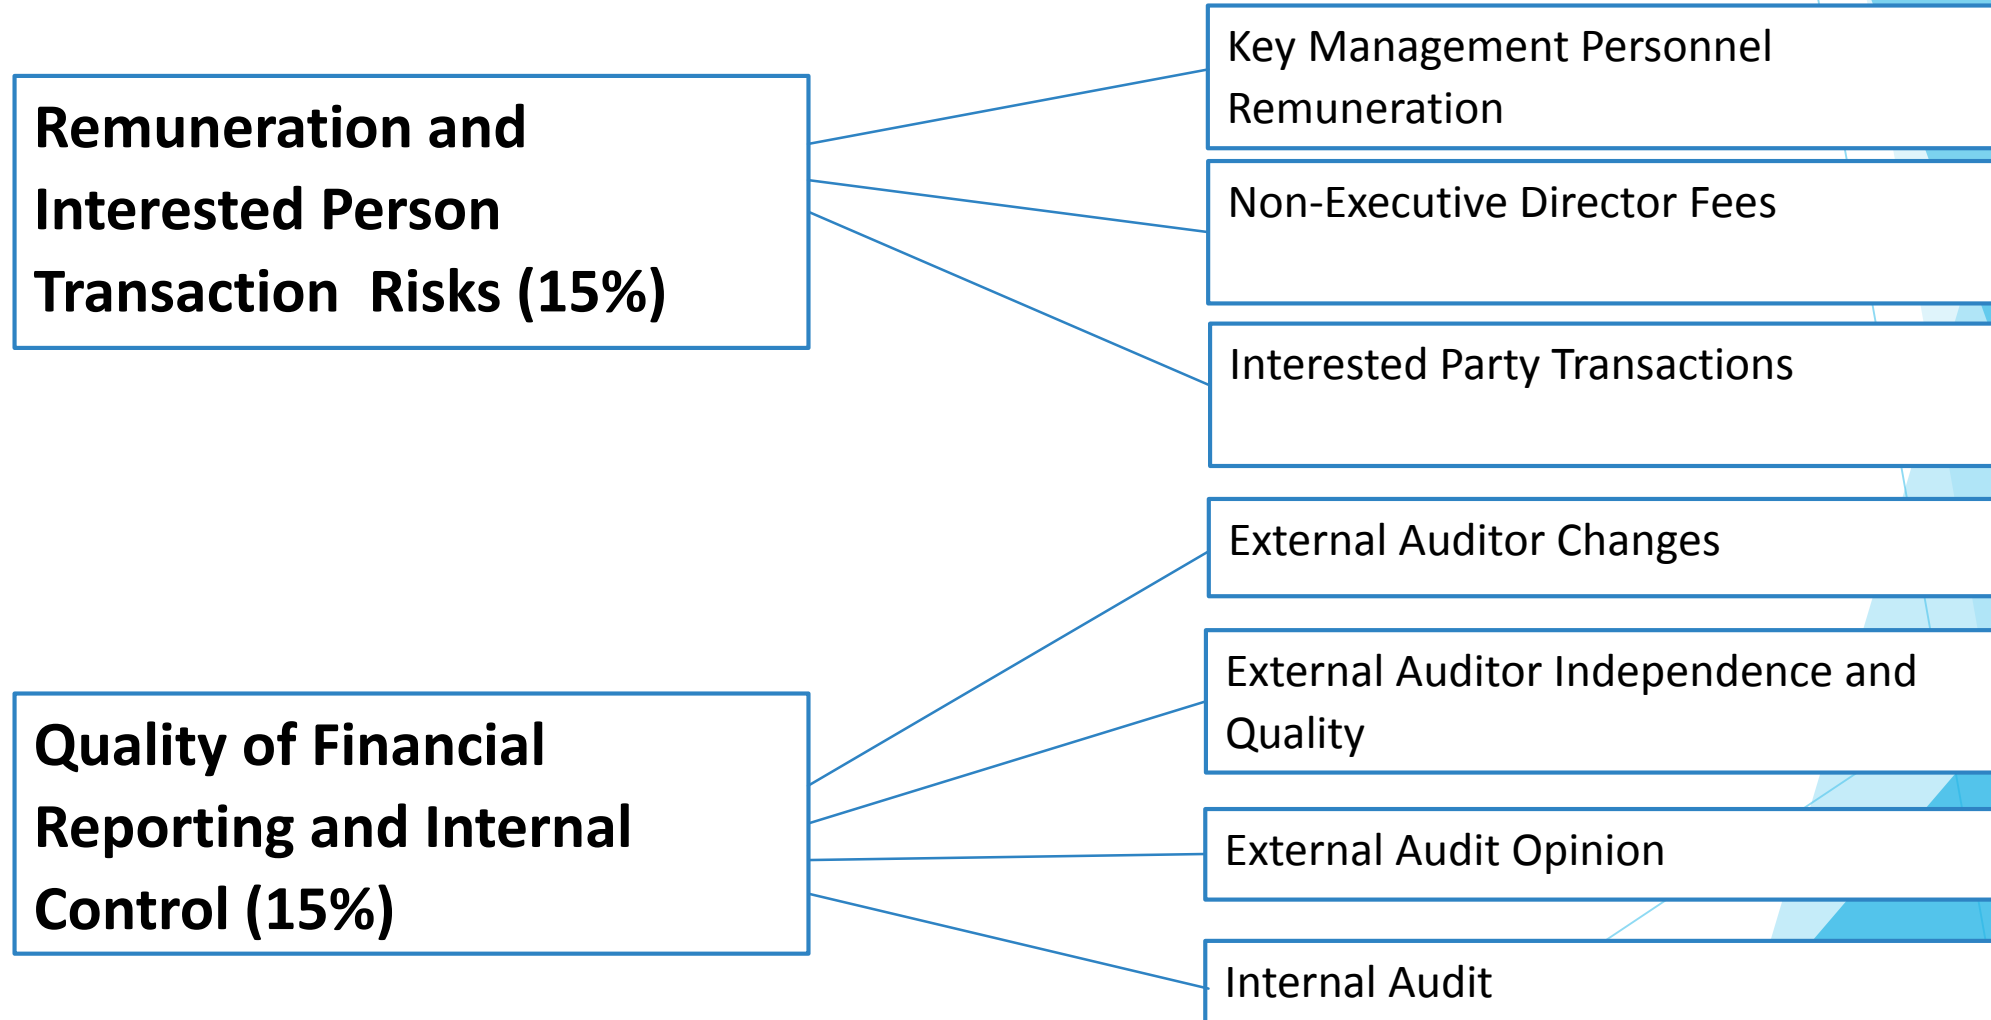 Remuneration and
Interested Person
Transaction  Risks (15%)
Key Management Personnel
Remuneration
Non-Executive Director Fees
Interested Party Transactions
Quality of Financial
Reporting and Internal
Control (15%)
External Auditor Changes
External Auditor Independence and
Quality
External Audit Opinion
Internal Audit